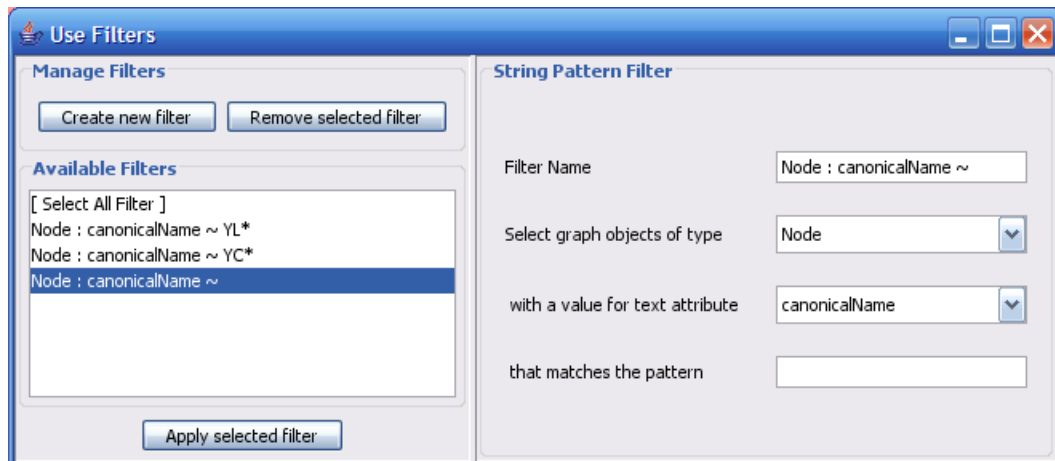 Use Filters
Manage Filters
Create new filter Remove selected filter
Available Filters
[ Select All Filter ]
Node : canonicalName ~ YL*
Node : canonicalName ~ YC*
Node : canonicalName ~
Apply selected filter
String Pattern Filter
Filter Name Node : canonicalName ~
Select graph objects of type Node
with a value for text attribute canonicalName
that matches the pattern